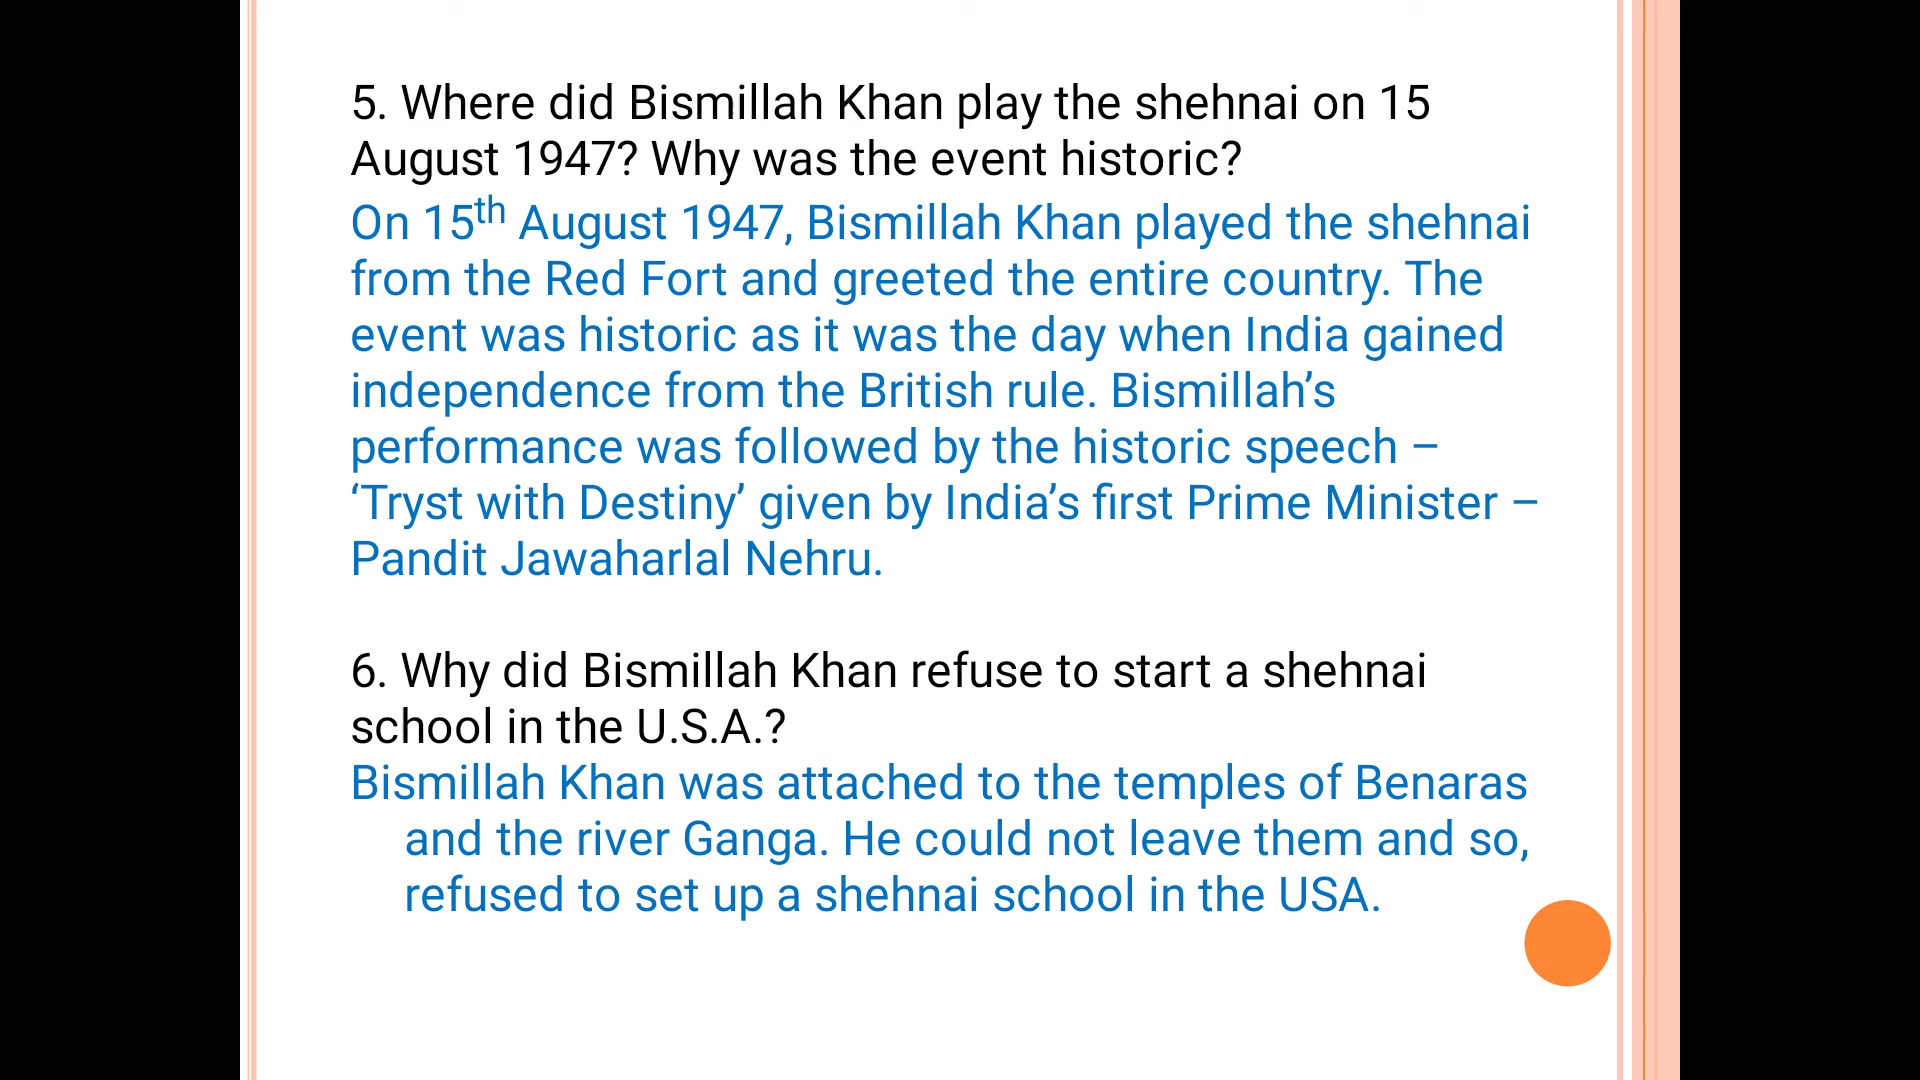 5. Where did Bismillah Khan play the shehnai on 15
August 1947? Why was the event historic?
On 15th August 1947, Bismillah Khan played the shehnai
from the Red Fort and greeted the entire country. The
event was historic as it was the day when India gained
independence from the British rule. Bismillah’s
performance was followed by the historic speech –
‘Tryst with Destiny’ given by India’s first Prime Minister –
Pandit Jawaharlal Nehru.
6. Why did Bismillah Khan refuse to start a shehnai
school in the U.S.A.?
Bismillah Khan was attached to the temples of Benaras
and the river Ganga. He could not leave them and so,
refused to set up a shehnai school in the USA.